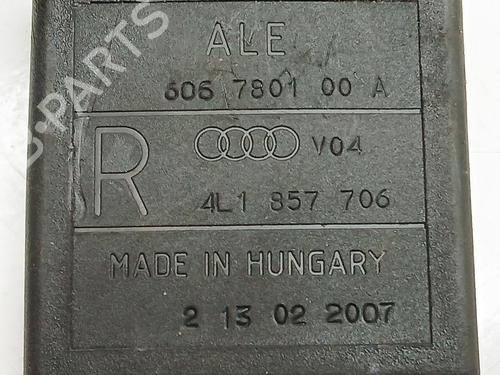 ALE
606 7801 00 A
R V04
4L1 857 706
MADE IN HUNGARY
2 13 02 2007
B-PARTS